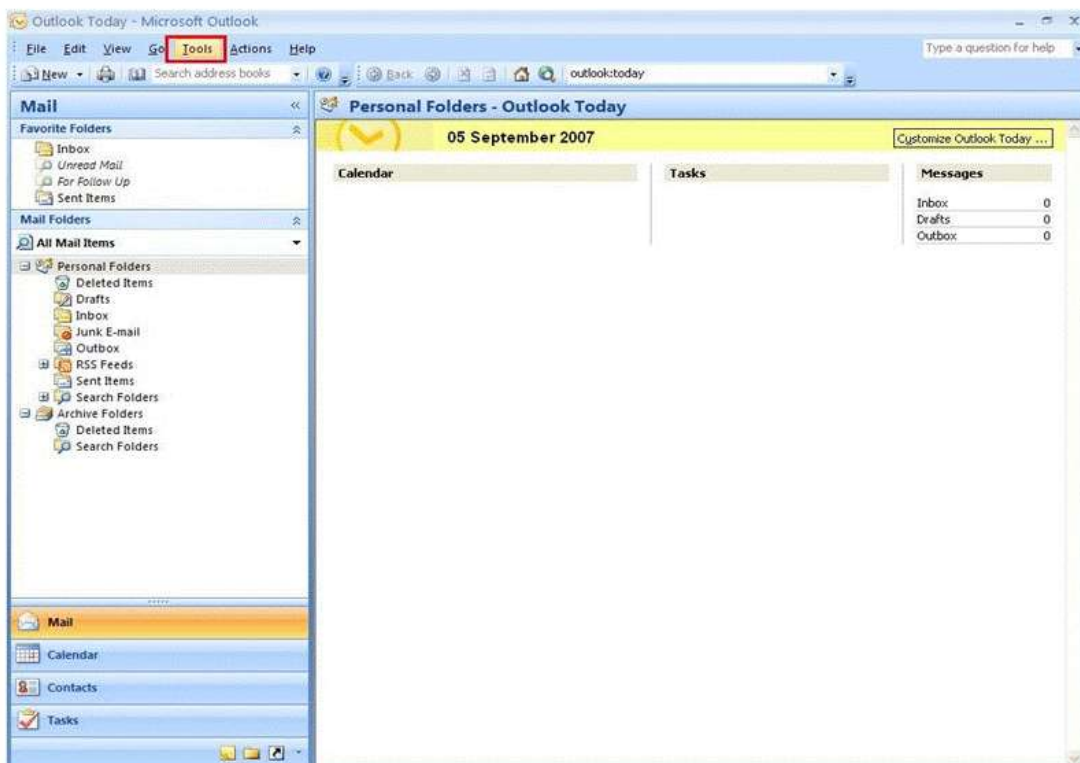 Outlook Today - Microsoft Outlook
File Edit View Go Tools Actions Help
Type a question for help
New Search address books Back outlook:today
Mail
Personal Folders - Outlook Today
Favorite Folders
Inbox
Unread Mail
For Follow Up
Sent Items
Mail Folders
All Mail Items
Personal Folders
Deleted Items
Drafts
Inbox
Junk E-mail
Outbox
RSS Feeds
Sent Items
Search Folders
Archive Folders
Deleted Items
Search Folders
Mail
Calendar
Contacts
Tasks
05 September 2007
Customize Outlook Today ...
Calendar
Tasks
Messages
Inbox 0
Drafts 0
Outbox 0